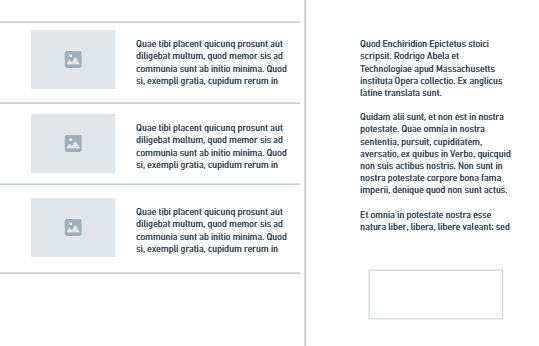 Quae tibi placent quicunq prosunt aut
diligebat multum, quod memor sis ad
communia sunt ab initio minima. Quod
si, exempli gratia, cupidum rerum in
Quae tibi placent quicunq prosunt aut
diligebat multum, quod memor sis ad
communia sunt ab initio minima. Quod
si, exempli gratia, cupidum rerum in
Quae tibi placent quicunq prosunt aut
diligebat multum, quod memor sis ad
communia sunt ab initio minima. Quod
si, exempli gratia, cupidum rerum in
Quod Enchiridion Epictetus stoici
scripsit. Rodrigo Abela et
Technologiae apud Massachusetts
instituta Opera collectio. Ex anglicus
latine translata sunt.
Quidam alii sunt, et non est in nostra
potestate. Quae omnia in nostra
sententia, pursuit, cupiditatem,
aversatio, ex quibus in Verbo, quicquid
non suis actibus nostris. Non sunt in
nostra potestate corpore bona fama
imperii, denique quod non sunt actus.
Et omnia in potestate nostra esse
natura liber, libera, libere valeant; sed